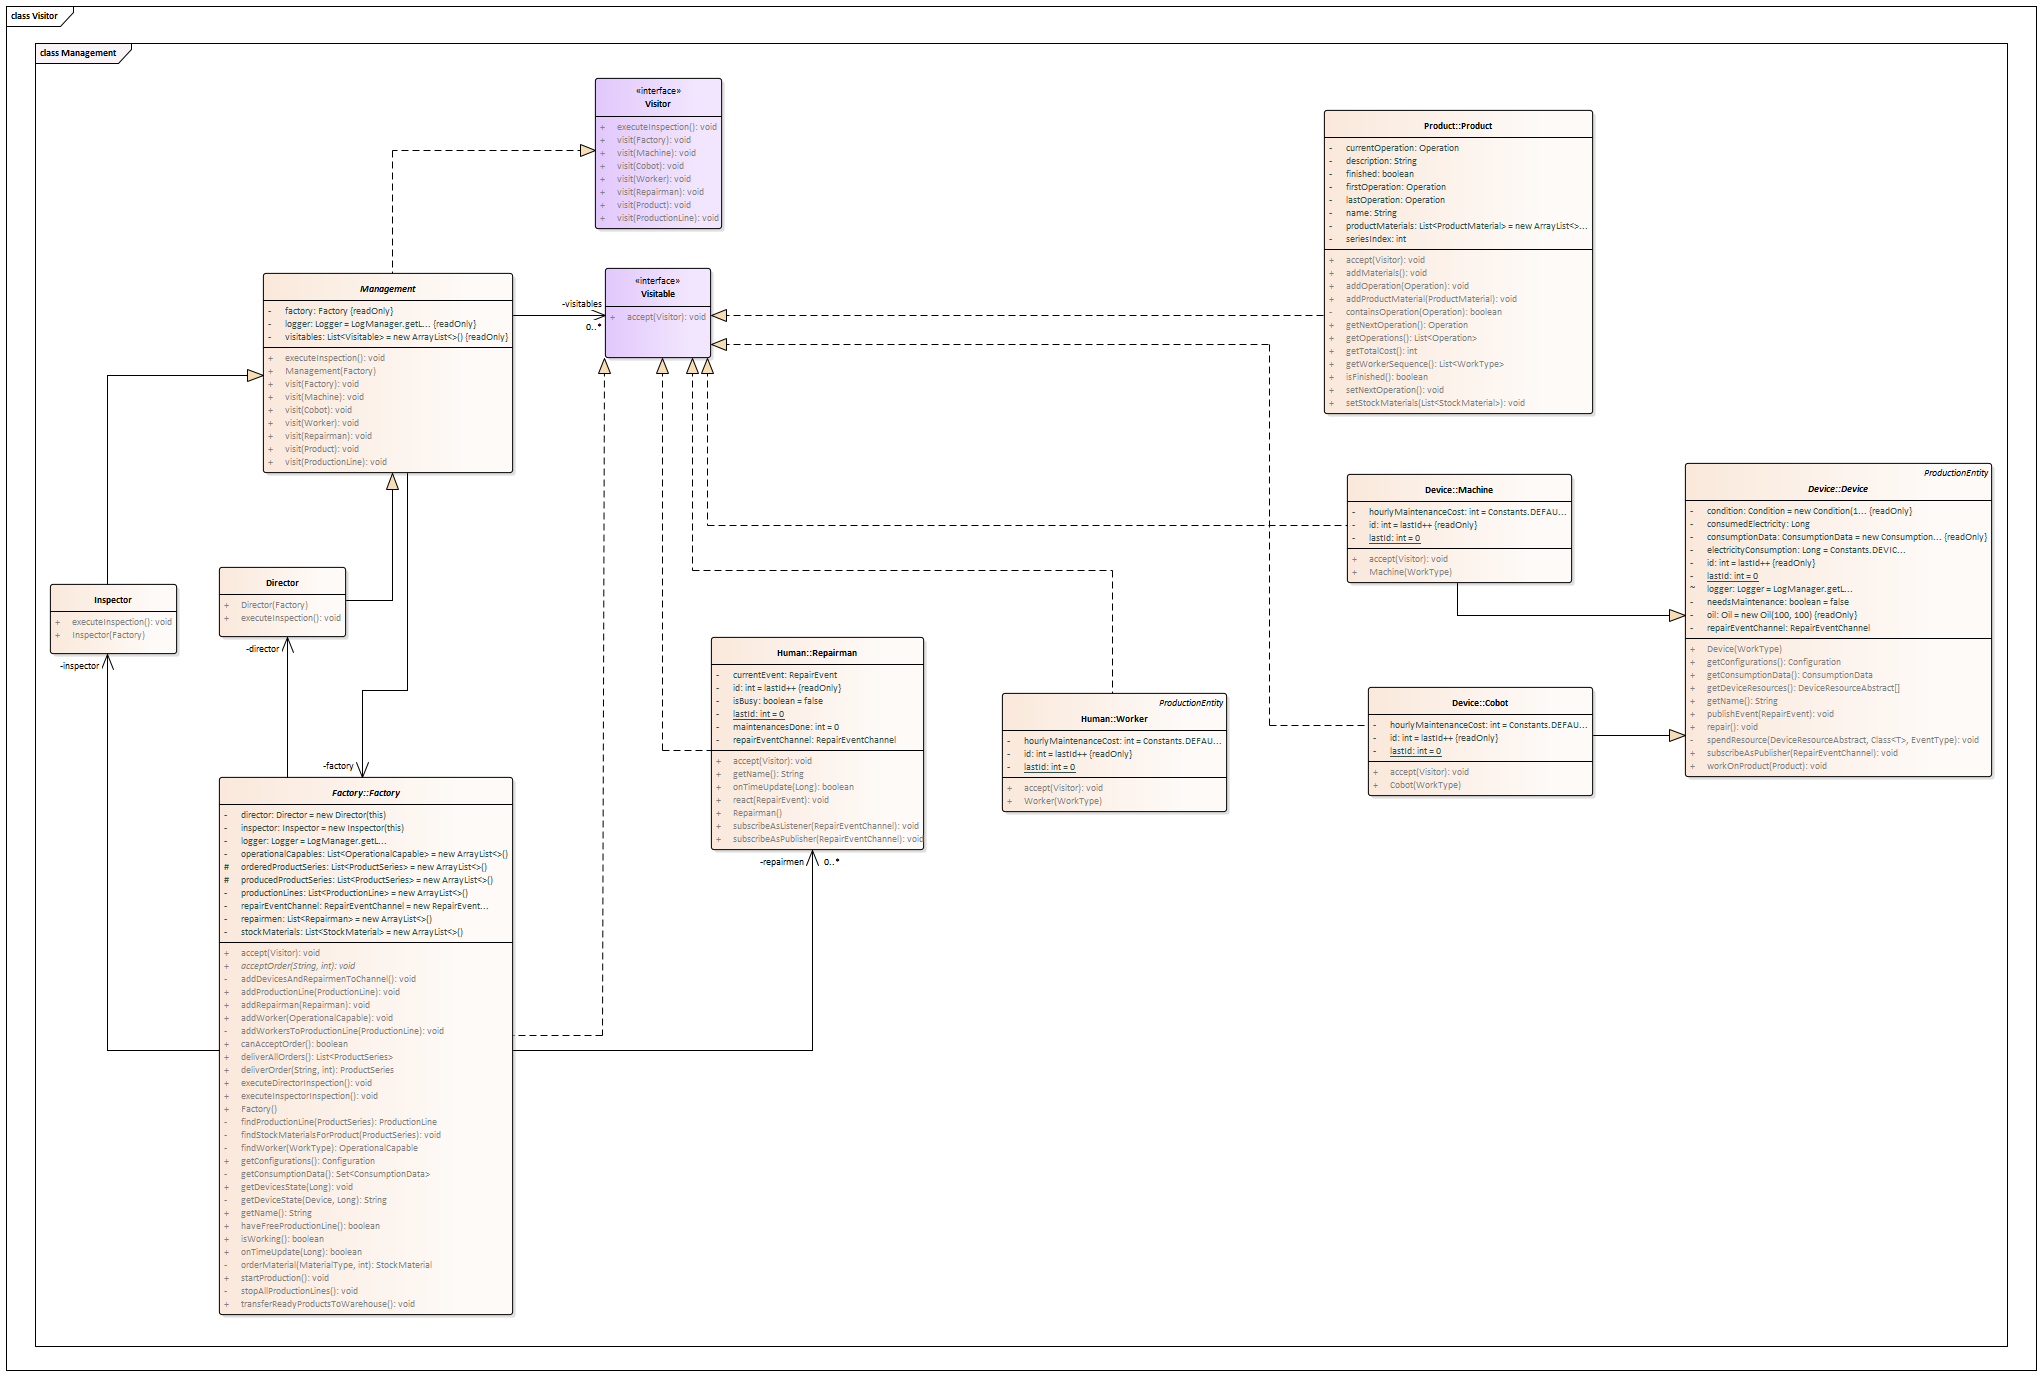 class Visitor
class Management
«interface»
Visitor
+ executeInspection(): void
+ visit(Factory): void
+ visit(Machine): void
+ visit(Cobot): void
+ visit(Worker): void
+ visit(Repairman): void
+ visit(Product): void
+ visit(ProductionLine): void
Product::Product
- currentOperation: Operation
- description: String
- finished: boolean
- firstOperation: Operation
- lastOperation: Operation
- name: String
- productMaterials: List<ProductMaterial> = new ArrayList<>...
- seriesIndex: int
+ accept(Visitor): void
+ addMaterials(): void
+ addOperation(Operation): void
+ addProductMaterial(ProductMaterial): void
- containsOperation(Operation): boolean
+ getNextOperation(): Operation
+ getOperations(): List<Operation>
+ getTotalCost(): int
+ getWorkerSequence(): List<WorkType>
+ isFinished(): boolean
+ setNextOperation(): void
+ setStockMaterials(List<StockMaterial>): void
Management
- factory: Factory {readOnly}
- logger: Logger = LogManager.getL... {readOnly}
- visitables: List<Visitable> = new ArrayList<>() {readOnly}
+ executeInspection(): void
+ Management(Factory)
+ visit(Factory): void
+ visit(Machine): void
+ visit(Cobot): void
+ visit(Worker): void
+ visit(Repairman): void
+ visit(Product): void
+ visit(ProductionLine): void
-visitables
0..*
«interface»
Visitable
+ accept(Visitor): void
Device::Machine
- hourlyMaintenanceCost: int = Constants.DEFAU...
- id: int = lastId++ {readOnly}
- lastId: int = 0
+ accept(Visitor): void
+ Machine(WorkType)
ProductionEntity
Device::Device
- condition: Condition = new Condition(1... {readOnly}
- consumedElectricity: Long
- consumptionData: ConsumptionData = new Consumption... {readOnly}
- electricityConsumption: Long = Constants.DEVIC...
- id: int = lastId++ {readOnly}
- lastId: int = 0
~ logger: Logger = LogManager.getL...
- needsMaintenance: boolean = false
- oil: Oil = new Oil(100, 100) {readOnly}
- repairEventChannel: RepairEventChannel
+ Device(WorkType)
+ getConfigurations(): Configuration
+ getConsumptionData(): ConsumptionData
+ getDeviceResources(): DeviceResourceAbstract[]
+ getName(): String
+ publishEvent(RepairEvent): void
+ repair(): void
- spendResource(DeviceResourceAbstract, Class<T>, EventType): void
+ subscribeAsPublisher(RepairEventChannel): void
+ workOnProduct(Product): void
Inspector
+ executeInspection(): void
+ Inspector(Factory)
-inspector
Director
+ Director(Factory)
+ executeInspection(): void
-director
Human::Repairman
- currentEvent: RepairEvent
- id: int = lastId++ {readOnly}
- isBusy: boolean = false
- lastId: int = 0
- maintenancesDone: int = 0
- repairEventChannel: RepairEventChannel
+ accept(Visitor): void
+ getName(): String
+ onTimeUpdate(Long): boolean
+ react(RepairEvent): void
+ Repairman()
+ subscribeAsListener(RepairEventChannel): void
+ subscribeAsPublisher(RepairEventChannel): void
-repairmen
0..*
ProductionEntity
Human::Worker
- hourlyMaintenanceCost: int = Constants.DEFAU...
- id: int = lastId++ {readOnly}
- lastId: int = 0
+ accept(Visitor): void
+ Worker(WorkType)
Device::Cobot
- hourlyMaintenanceCost: int = Constants.DEFAU...
- id: int = lastId++ {readOnly}
- lastId: int = 0
+ accept(Visitor): void
+ Cobot(WorkType)
-factory
Factory::Factory
- director: Director = new Director(this)
- inspector: Inspector = new Inspector(this)
- logger: Logger = LogManager.getL...
- operationalCapables: List<OperationalCapable> = new ArrayList<>()
# orderedProductSeries: List<ProductSeries> = new ArrayList<>()
# producedProductSeries: List<ProductSeries> = new ArrayList<>()
- productionLines: List<ProductionLine> = new ArrayList<>()
- repairEventChannel: RepairEventChannel = new RepairEvent...
- repairmen: List<Repairman> = new ArrayList<>()
- stockMaterials: List<StockMaterial> = new ArrayList<>()
+ accept(Visitor): void
+ acceptOrder(String, int): void
- addDevicesAndRepairmenToChannel(): void
+ addProductionLine(ProductionLine): void
+ addRepairman(Repairman): void
+ addWorker(OperationalCapable): void
- addWorkersToProductionLine(ProductionLine): void
+ canAcceptOrder(): boolean
+ deliverAllOrders(): List<ProductSeries>
+ deliverOrder(String, int): ProductSeries
+ executeDirectorInspection(): void
+ executeInspectorInspection(): void
+ Factory()
- findProductionLine(ProductSeries): ProductionLine
- findStockMaterialsForProduct(ProductSeries): void
- findWorker(WorkType): OperationalCapable
+ getConfigurations(): Configuration
- getConsumptionData(): Set<ConsumptionData>
+ getDevicesState(Long): void
- getDeviceState(Device, Long): String
+ getName(): String
+ haveFreeProductionLine(): boolean
+ isWorking(): boolean
+ onTimeUpdate(Long): boolean
- orderMaterial(MaterialType, int): StockMaterial
+ startProduction(): void
- stopAllProductionLines(): void
+ transferReadyProductsToWarehouse(): void